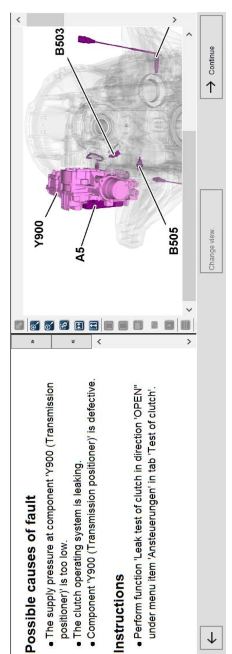 Possible causes of fault
• The supply pressure at component 'Y900 (Transmission
positioner)' is too low.
• The clutch operating system is leaking.
• Component 'Y900 (Transmission positioner)' is defective.
Instructions
• Perform function 'Leak test of clutch in direction 'OPEN''
under menu item 'Ansteuerungen' in tab 'Test of clutch'.
Y900
A5
B503
B505
Change view
→ Continue